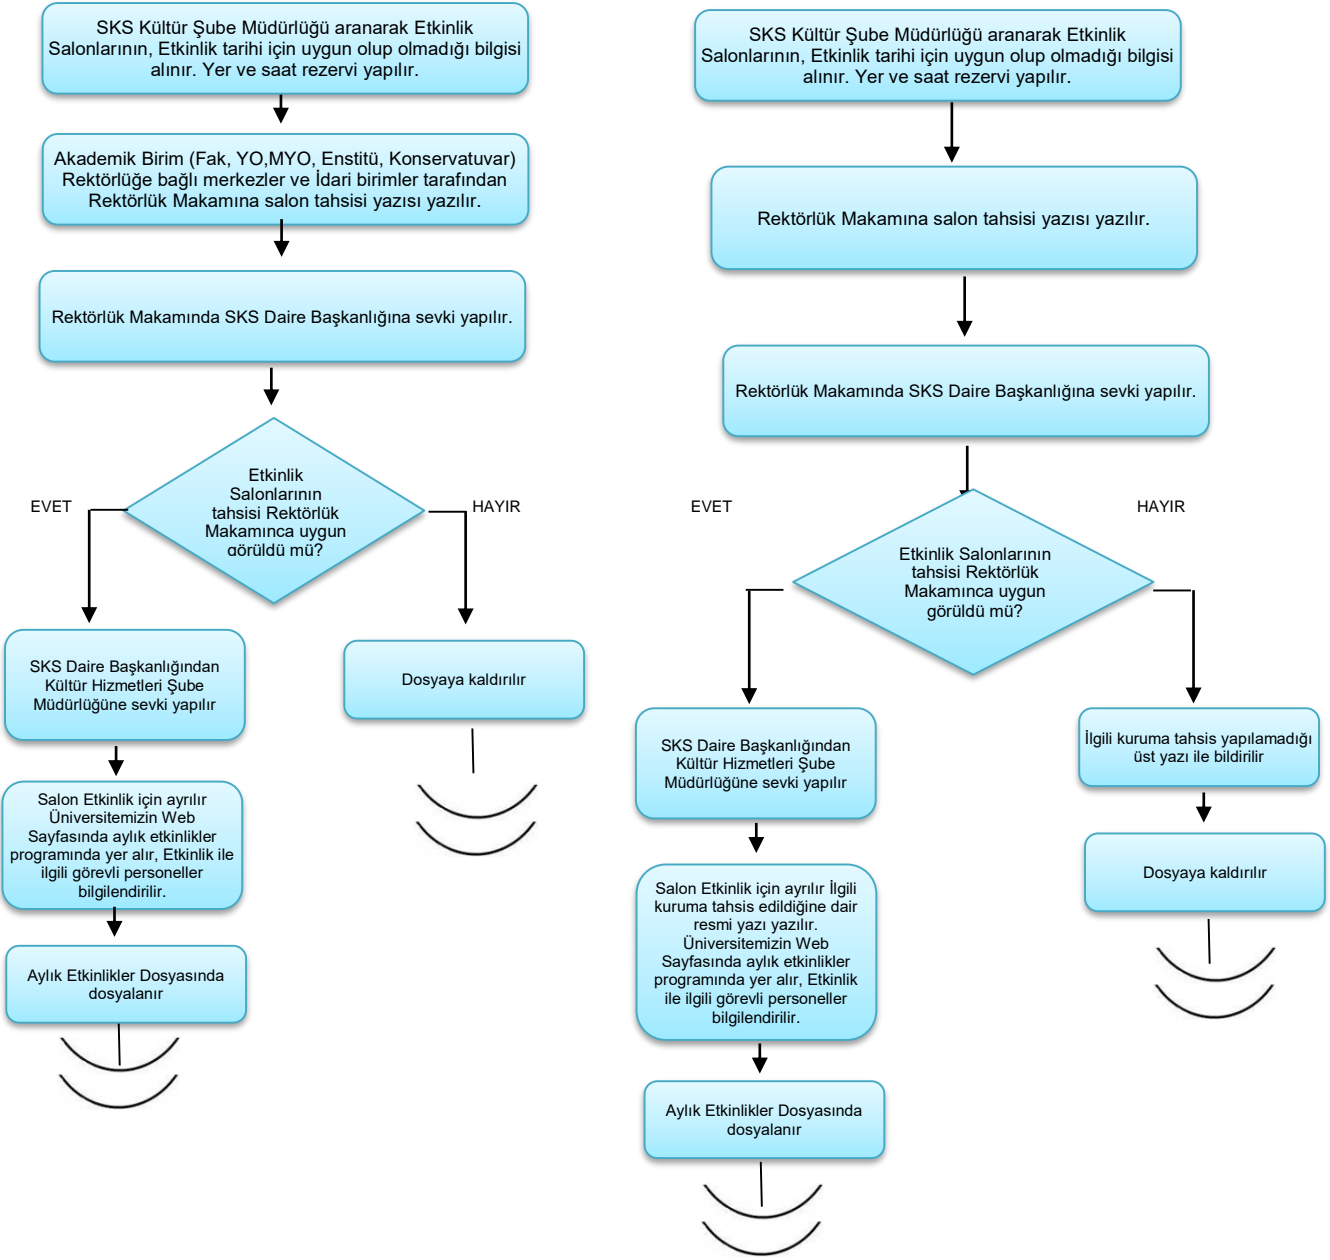 SKS Kültür Şube Müdürlüğü aranarak Etkinlik
Salonlarının, Etkinlik tarihi için uygun olup olmadığı bilgisi
alınır. Yer ve saat rezervi yapılır.
Akademik Birim (Fak, YO,MYO, Enstitü, Konservatuvar)
Rektörlüğe bağlı merkezler ve İdari birimler tarafından
Rektörlük Makamına salon tahsisi yazısı yazılır.
Rektörlük Makamında SKS Daire Başkanlığına sevki yapılır.
Etkinlik
Salonlarının
tahsisi Rektörlük
Makamınca uygun
görüldü mü?
EVET
HAYIR
SKS Daire Başkanlığından
Kültür Hizmetleri Şube
Müdürlüğüne sevki yapılır
Dosyaya kaldırılır
Salon Etkinlik için ayrılır
Üniversitemizin Web
Sayfasında aylık etkinlikler
programında yer alır, Etkinlik ile
ilgili görevli personeller
bilgilendirilir.
Aylık Etkinlikler Dosyasında
dosyalanır
SKS Kültür Şube Müdürlüğü aranarak Etkinlik
Salonlarının, Etkinlik tarihi için uygun olup olmadığı bilgisi
alınır. Yer ve saat rezervi yapılır.
Rektörlük Makamına salon tahsisi yazısı yazılır.
Rektörlük Makamında SKS Daire Başkanlığına sevki yapılır.
EVET
HAYIR
Etkinlik Salonlarının
tahsisi Rektörlük
Makamınca uygun
görüldü mü?
SKS Daire Başkanlığından
Kültür Hizmetleri Şube
Müdürlüğüne sevki yapılır
İlgili kuruma tahsis yapılamadığı
üst yazı ile bildirilir
Dosyaya kaldırılır
Salon Etkinlik için ayrılır İlgili
kuruma tahsis edildiğine dair
resmi yazı yazılır.
Üniversitemizin Web
Sayfasında aylık etkinlikler
programında yer alır, Etkinlik
ile ilgili görevli personeller
bilgilendirilir.
Aylık Etkinlikler Dosyasında
dosyalanır